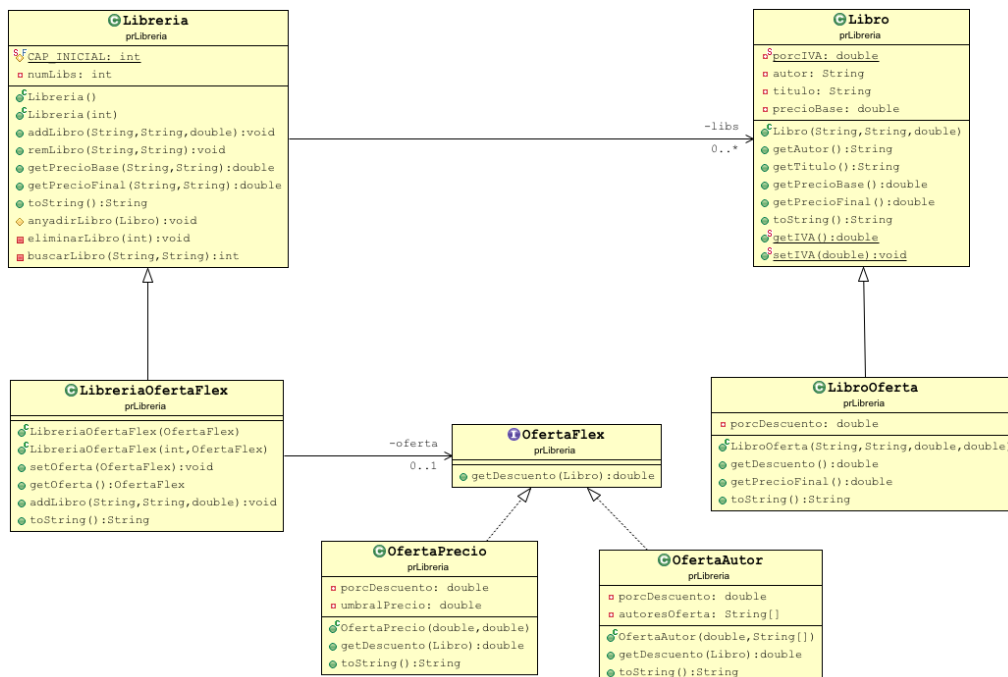 Libreria
prLibreria
CAP_INICIAL: int
numLibs: int
Libreria()
Libreria(int)
addLibro(String,String,double):void
remLibro(String,String):void
getPrecioBase(String,String):double
getPrecioFinal(String,String):double
toString():String
anyadirLibro(Libro):void
eliminarLibro(int):void
buscarLibro(String,String):int
-libs
0..*
Libro
prLibreria
porcIVA: double
autor: String
titulo: String
precioBase: double
Libro(String,String,double)
getAutor():String
getTitulo():String
getPrecioBase():double
getPrecioFinal():double
toString():String
getIVA():double
setIVA(double):void
LibreriaOfertaFlex
prLibreria
LibreriaOfertaFlex(OfertaFlex)
LibreriaOfertaFlex(int,OfertaFlex)
setOferta(OfertaFlex):void
getOferta():OfertaFlex
addLibro(String,String,double):void
toString():String
-oferta
0..1
OfertaFlex
prLibreria
getDescuento(Libro):double
LibroOferta
prLibreria
porcDescuento: double
LibroOferta(String,String,double,double)
getDescuento():double
getPrecioFinal():double
toString():String
OfertaPrecio
prLibreria
porcDescuento: double
umbralPrecio: double
OfertaPrecio(double,double)
getDescuento(Libro):double
toString():String
OfertaAutor
prLibreria
porcDescuento: double
autoresOferta: String[]
OfertaAutor(double,String[])
getDescuento(Libro):double
toString():String